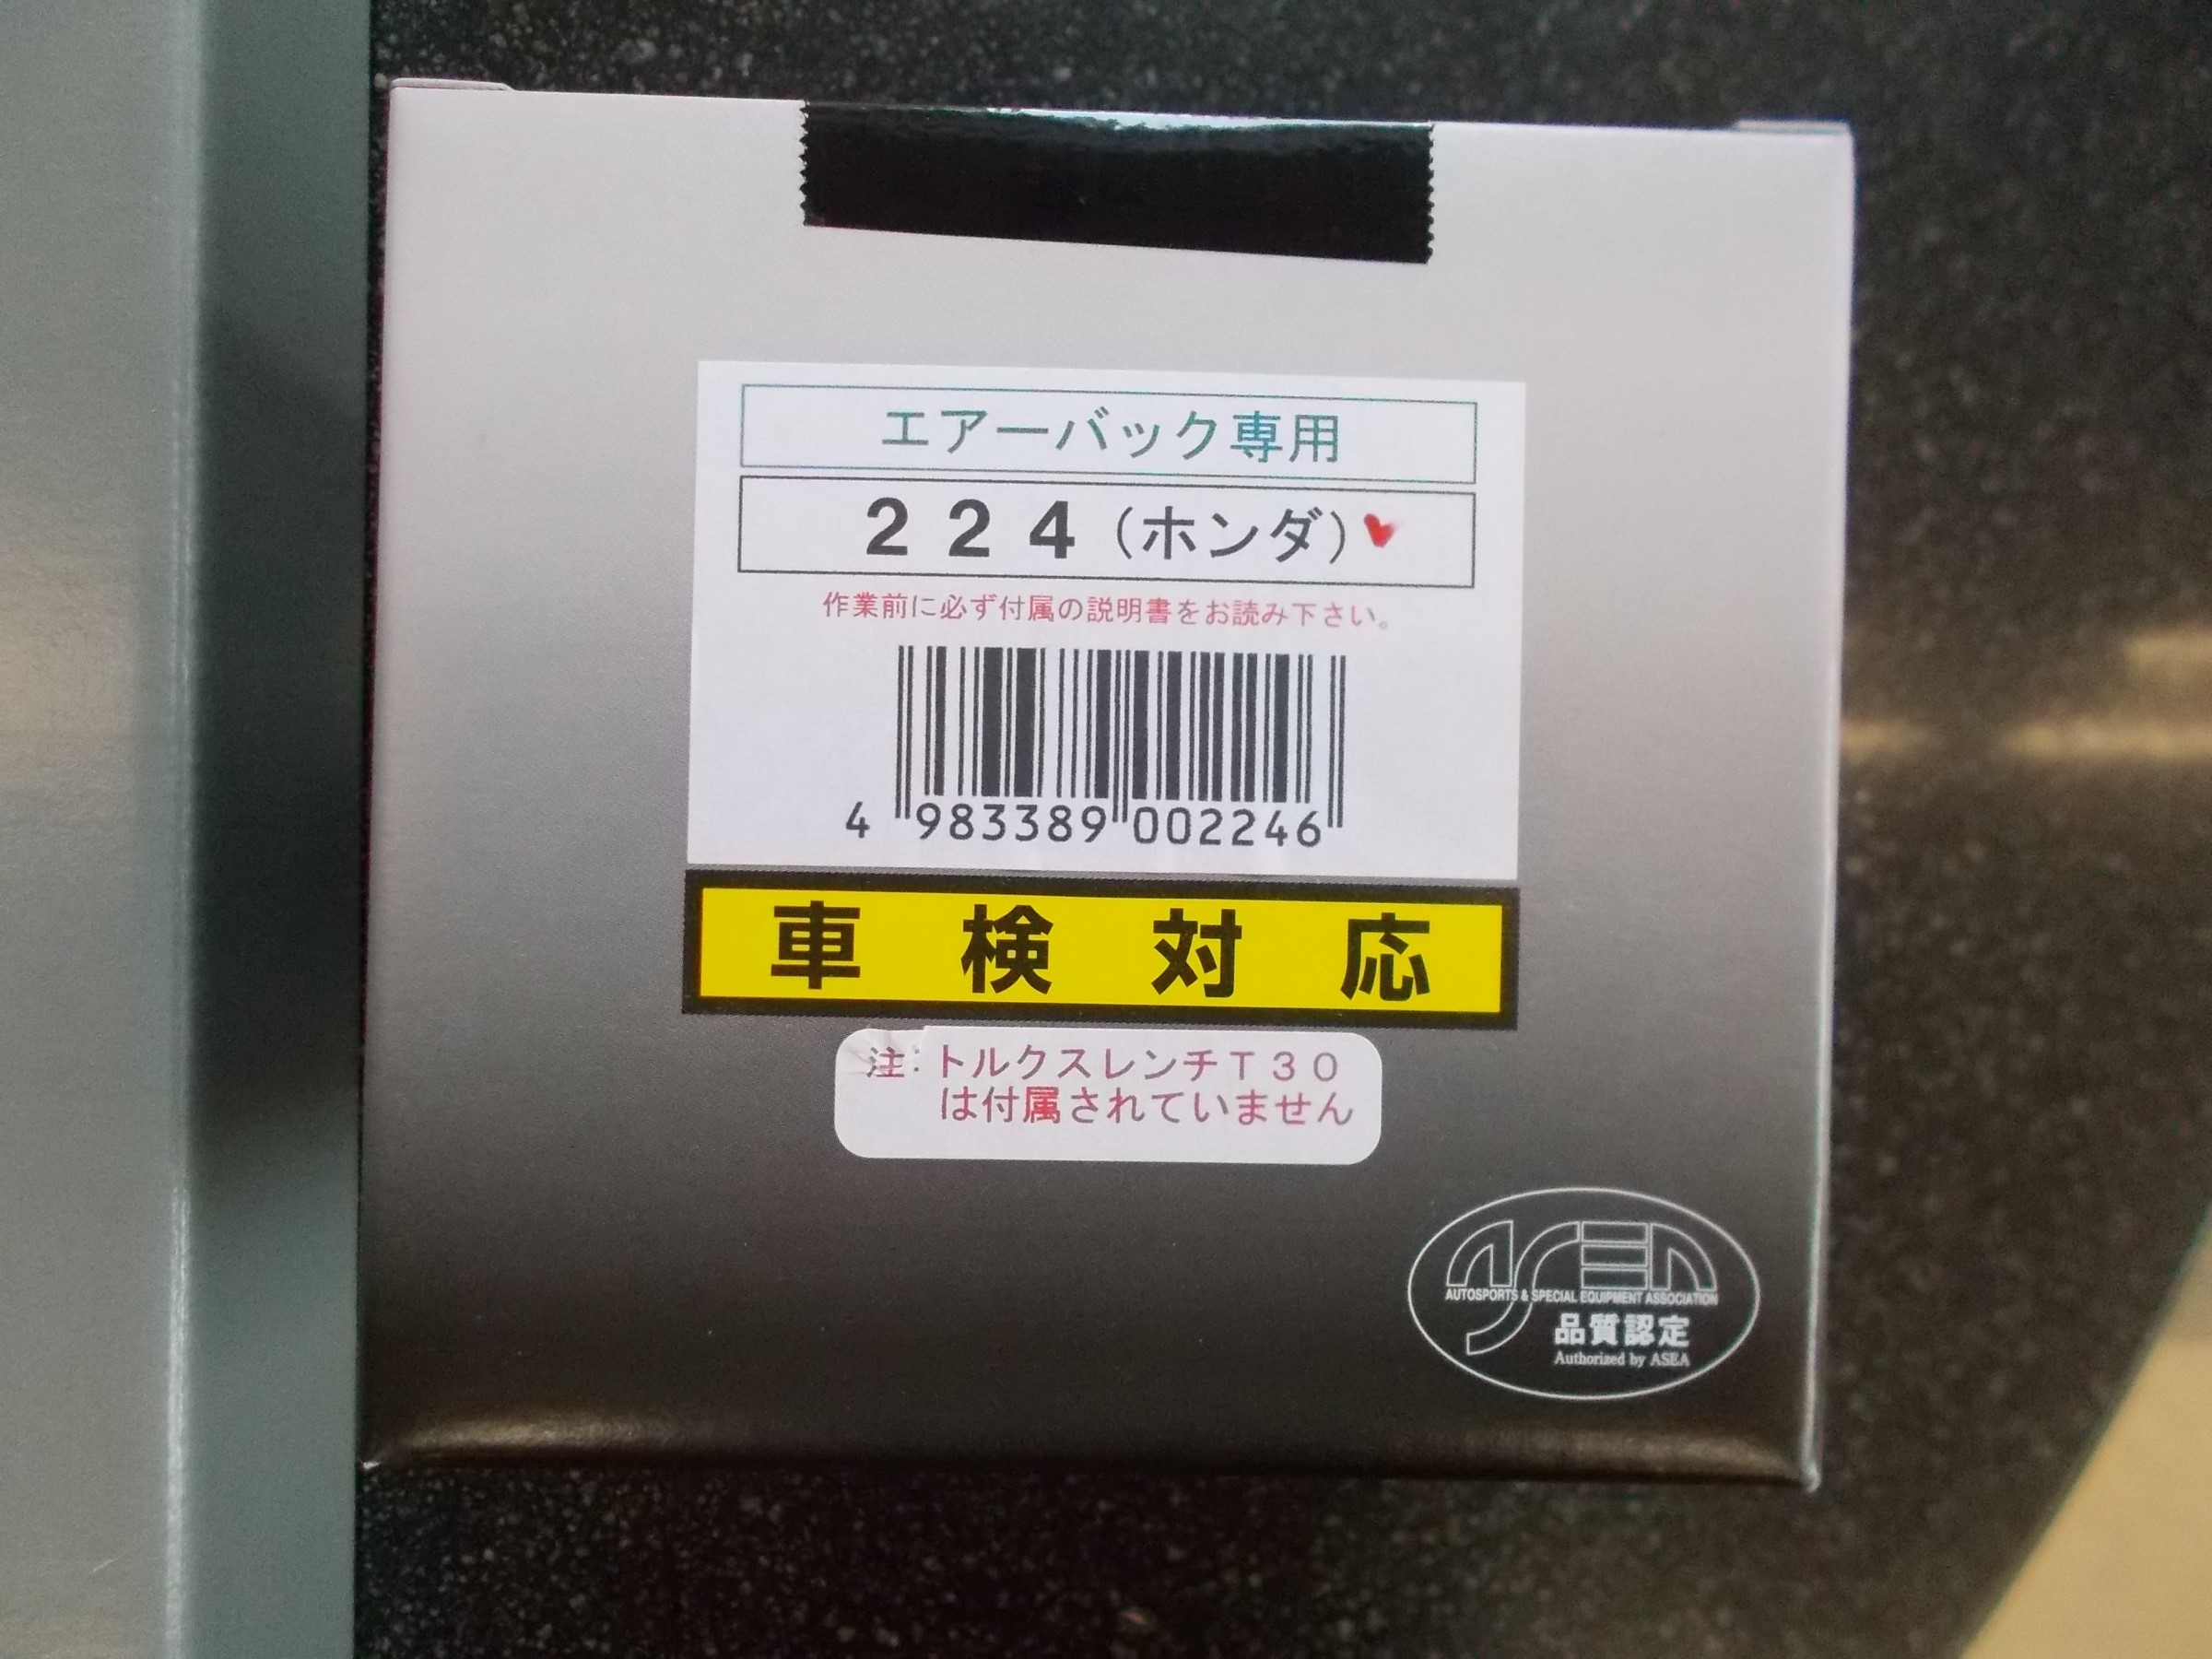 エアーバック専用
２２４（ホンダ）
作業前に必ず付属の説明書をお読み下さい。
4 983389 002246
車検対応
注：トルクスレンチＴ３０
は付属されていません
ASEA
AUTOSPORTS & SPECIAL EQUIPMENT ASSOCIATION
品質認定
Authorized by ASEA